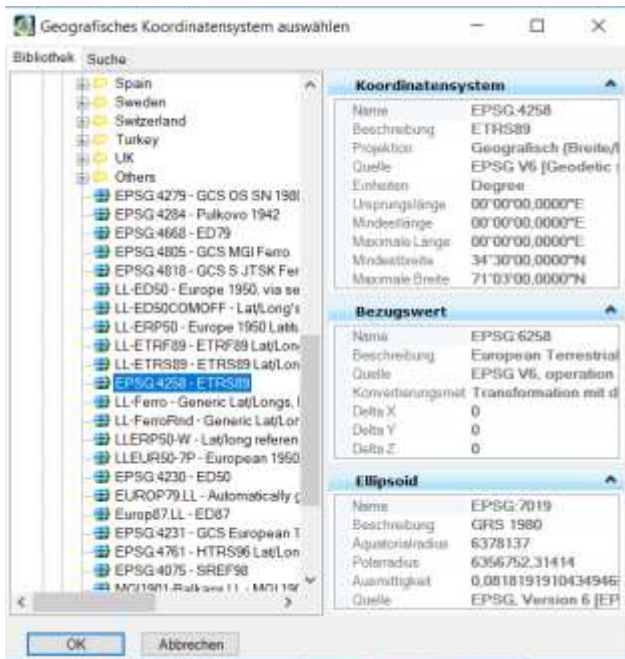 Geografisches Koordinatensystem auswählen
Bibliothek Suche
Spain
Sweden
Switzerland
Turkey
UK
Others
EPSG:4279 - GCS OS SN 198(
EPSG:4284 - Pulkovo 1942
EPSG:4668 - ED79
EPSG:4805 - GCS MGI Ferro
EPSG:4818 - GCS S JTSK Fer
LL-ED50 - Europe 1950, via se
LL-ED50COMOFF - Lat/Long's
LL-ERP50 - Europe 1950 Latit
LL-ETRF89 - ETRF89 Lat/Lon
LL-ETRS89 - ETRS89 Lat/Lon
EPSG:4258 - ETRS89
LL-Ferro - Generic Lat/Longs,
LL-FerroRnd - Generic Lat/Lor
LLERP50-W - Lat/long referen
LLEUR50-7P - European 1950
EPSG:4230 - ED50
EUROP79.LL - Automatically g
Europ87.LL - ED87
EPSG:4231 - GCS European 1
EPSG:4761 - HTRS96 Lat/Lon
EPSG:4075 - SREF98
MGI1901-Balkans.LL - MGI 19(
OK Abbrechen
Koordinatensystem
Name EPSG:4258
Beschreibung ETRS89
Projektion Geografisch (Breite/l
Quelle EPSG V6 [Geodetic
Einheiten Degree
Ursprungslänge 00°00'00,0000"E
Mindestlänge 00°00'00,0000"E
Maximale Länge 00°00'00,0000"E
Mindestbreite 34°30'00,0000"N
Maximale Breite 71°03'00,0000"N
Bezugswert
Name EPSG:6258
Beschreibung European Terrestrial
Quelle EPSG V6, operation
Konvertierungsmet Transformation mit d
Delta X 0
Delta Y 0
Delta Z 0
Ellipsoid
Name EPSG:7019
Beschreibung GRS 1980
Äquatorialradius 6378137
Polarradius 6356752,31414
Ausmittigkeit 0,0818191910434946
Quelle EPSG, Version 6 [EP